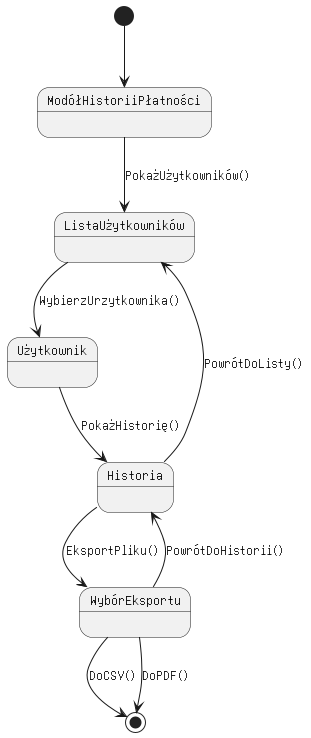 ModółHistoriiPłatności
PokażUżytkowników()
ListaUżytkowników
WybierzUrzytkownika()
Użytkownik
PowrótDoListy()
PokażHistorię()
Historia
EksportPliku()
PowrótDoHistorii()
WybórEksportu
DoCSV()
DoPDF()